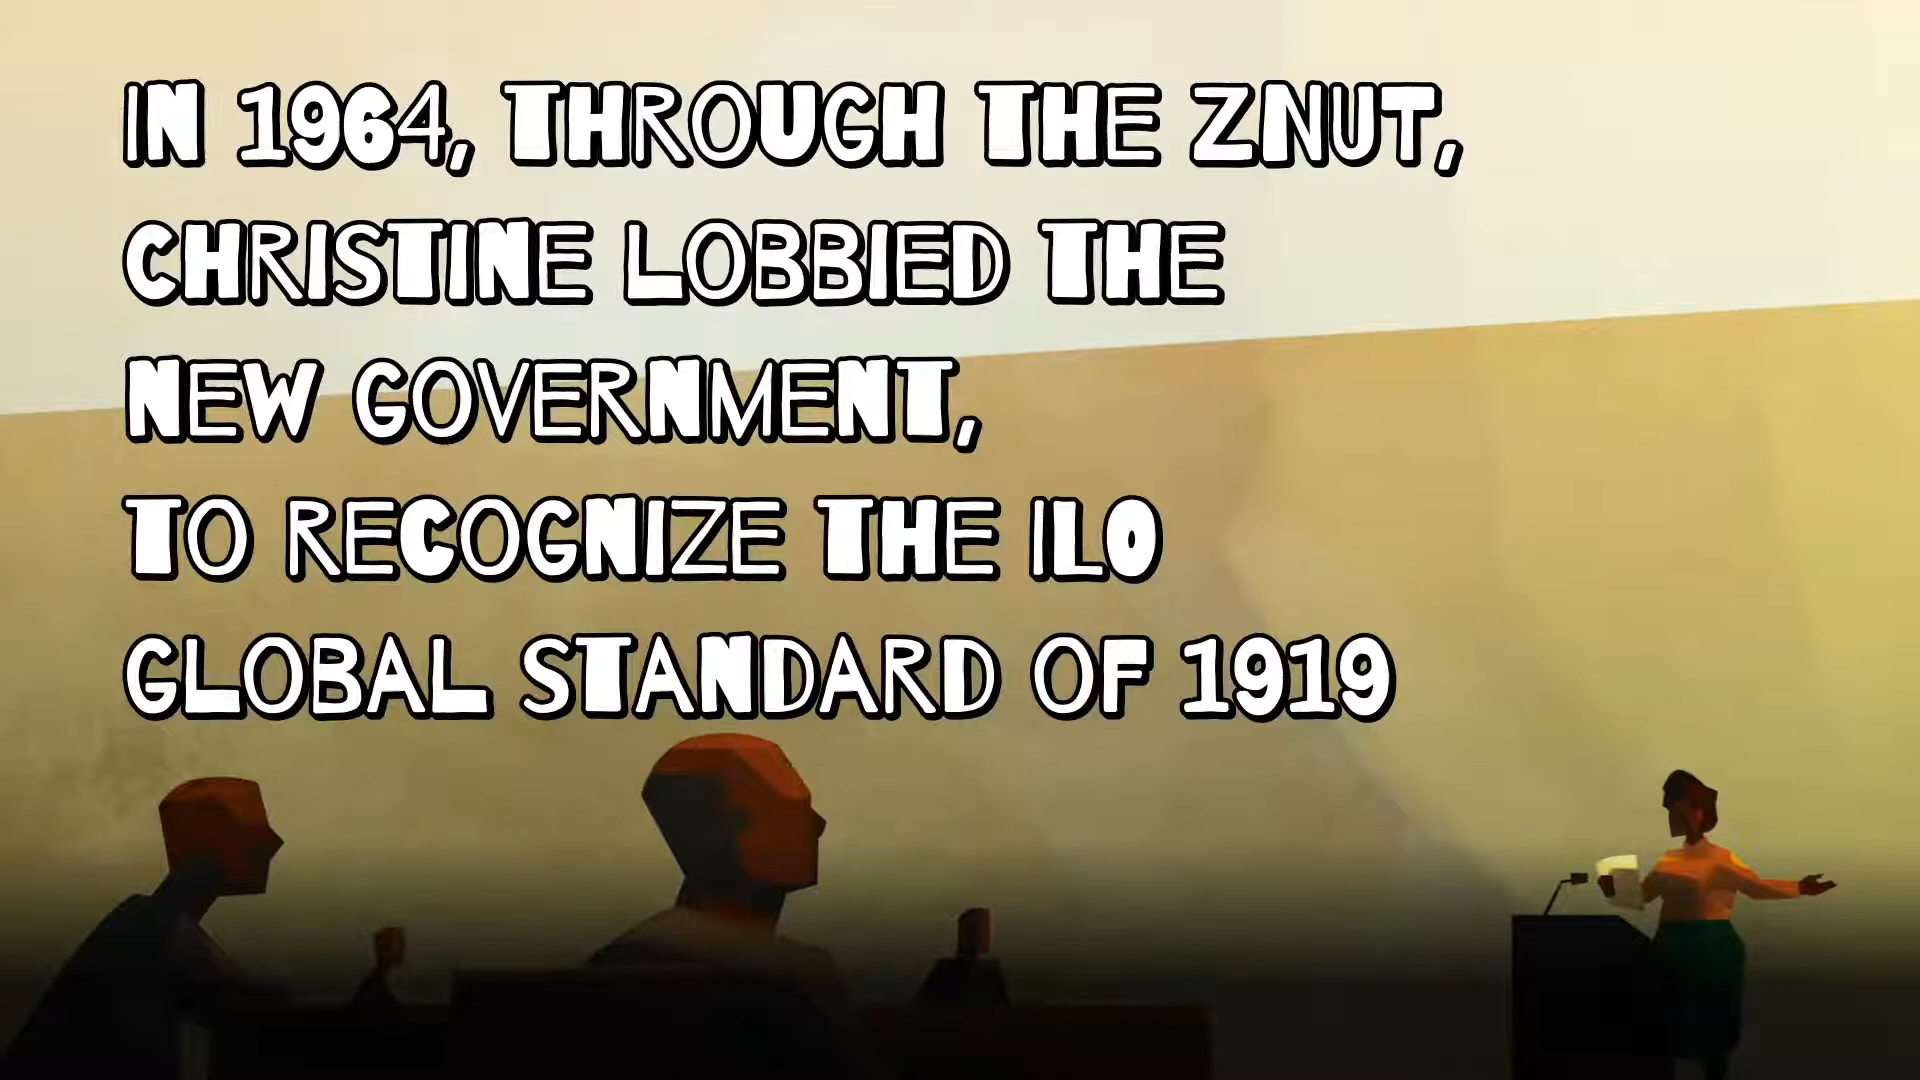 IN 1964, THROUGH THE ZNUT,
CHRISTINE LOBBIED THE
NEW GOVERNMENT,
TO RECOGNIZE THE ILO
GLOBAL STANDARD OF 1919